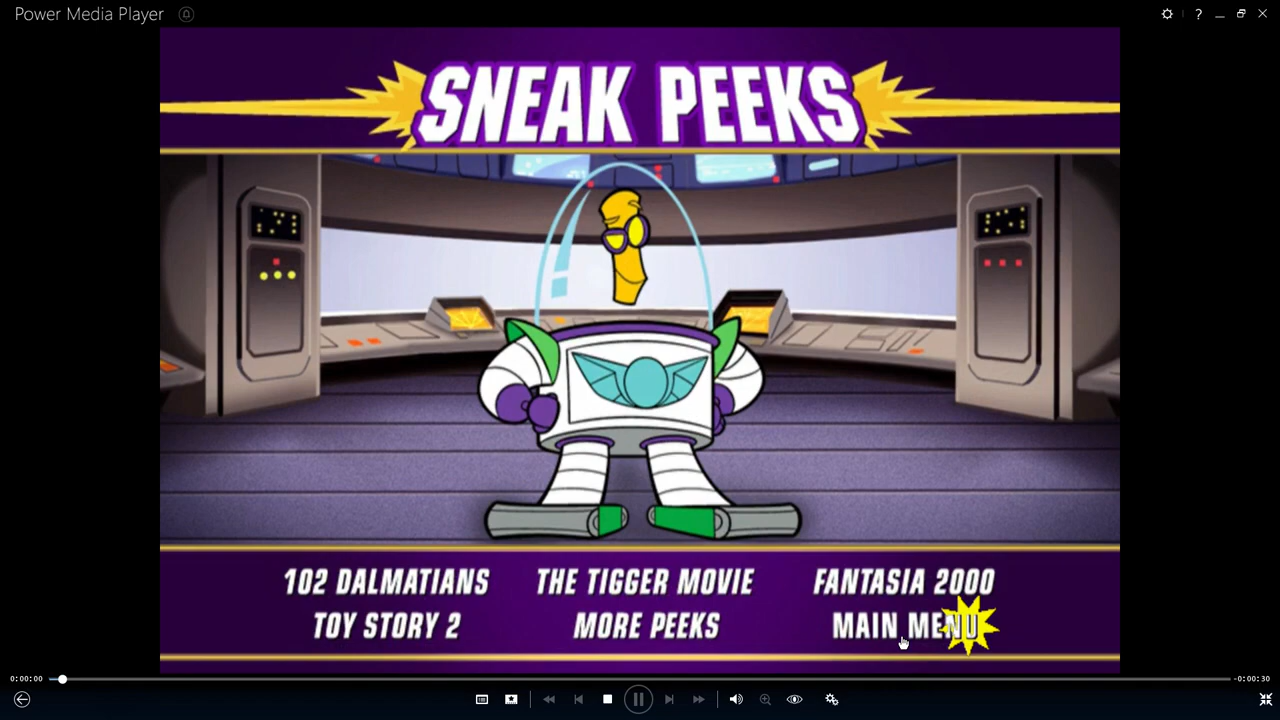 Power Media Player
SNEAK PEEKS
102 DALMATIANS
THE TIGGER MOVIE
FANTASIA 2000
TOY STORY 2
MORE PEEKS
MAIN MENU
0:00:00
-0:00:30